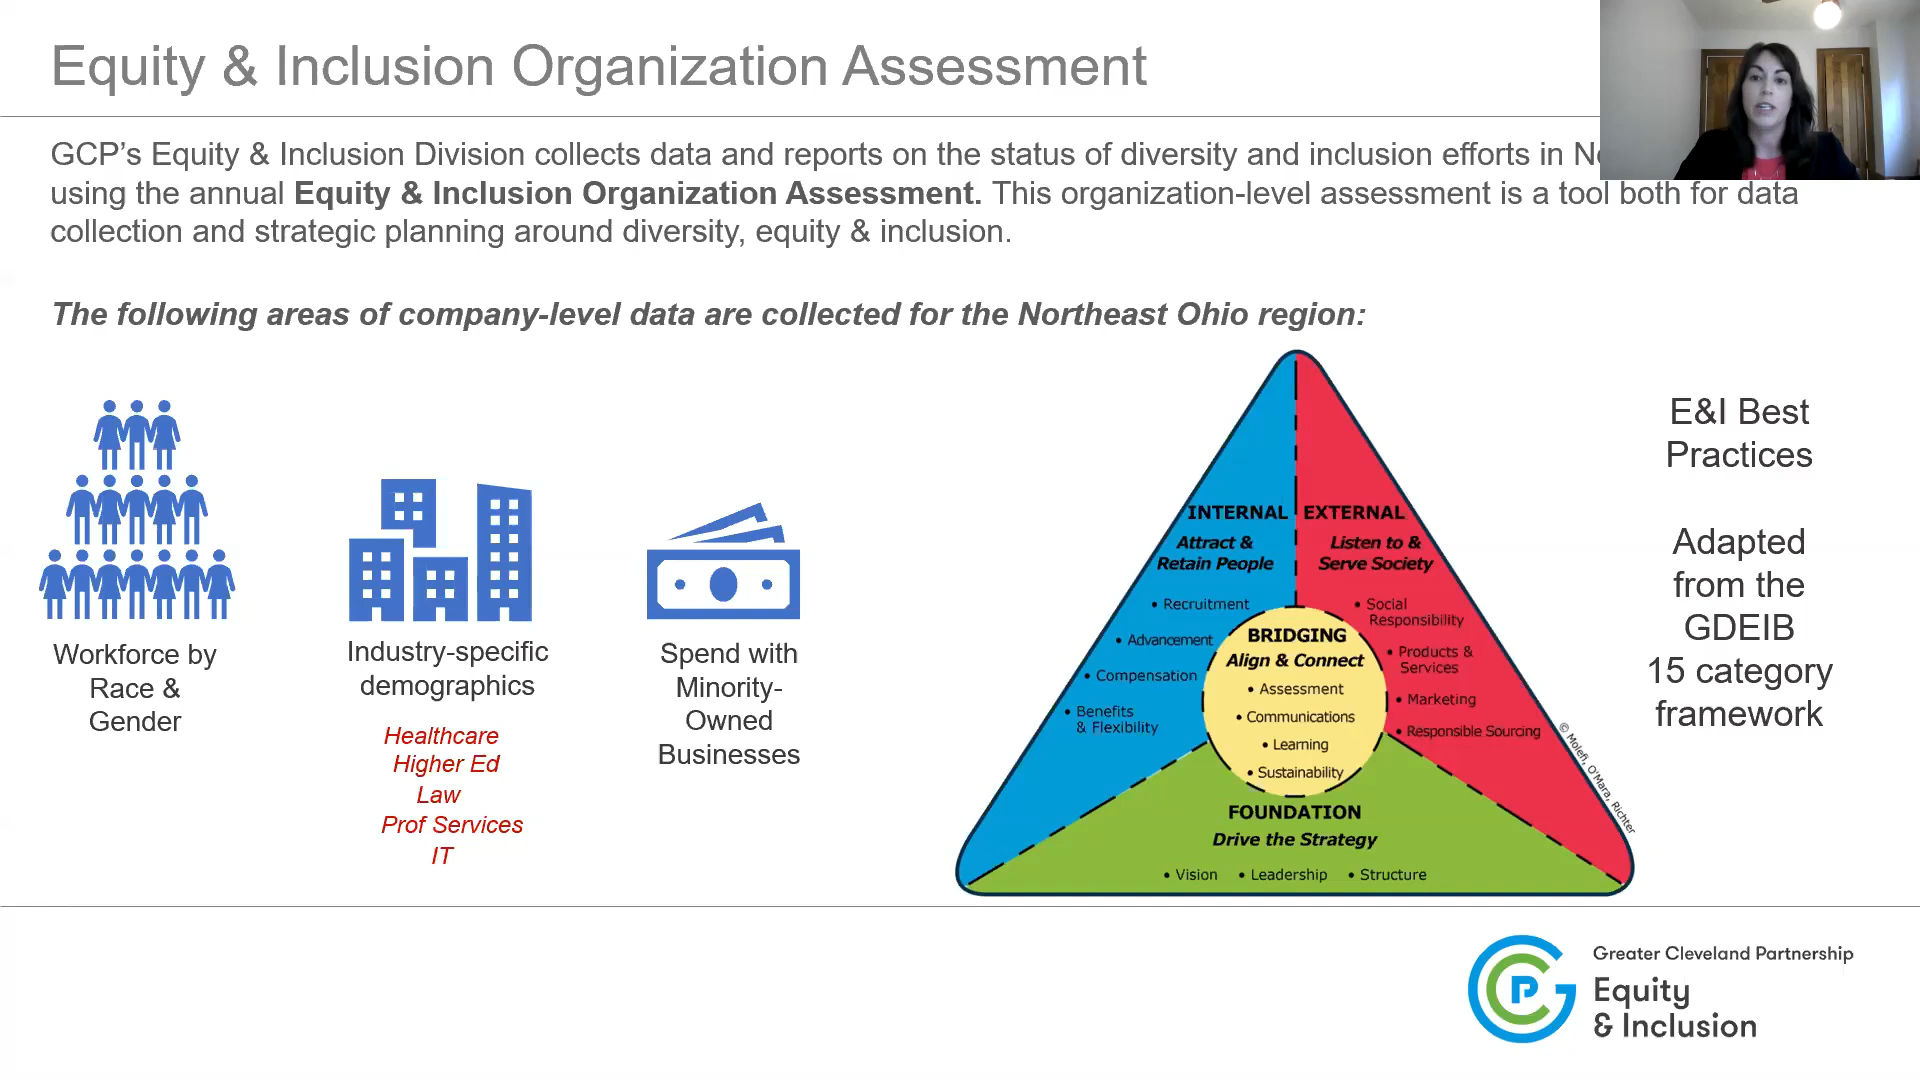 Equity & Inclusion Organization Assessment
GCP's Equity & Inclusion Division collects data and reports on the status of diversity and inclusion efforts in
using the annual Equity & Inclusion Organization Assessment. This organization-level assessment is a tool both for data
collection and strategic planning around diversity, equity & inclusion.
The following areas of company-level data are collected for the Northeast Ohio region:
Workforce by
Race &
Gender
Industry-specific
demographics
Healthcare
Higher Ed
Law
Prof Services
IT
Spend with
Minority-
Owned
Businesses
INTERNAL
Attract &
Retain People
• Recruitment
• Advancement
• Compensation
• Benefits
& Flexibility
EXTERNAL
Listen to &
Serve Society
• Social
Responsibility
• Products &
Services
• Marketing
• Responsible Sourcing
BRIDGING
Align & Connect
• Assessment
• Communications
• Learning
• Sustainability
FOUNDATION
Drive the Strategy
• Vision • Leadership • Structure
© Molefi, O'Mara, Richter
E&I Best
Practices
Adapted
from the
GDEIB
15 category
framework
GCP
Greater Cleveland Partnership
Equity
& Inclusion